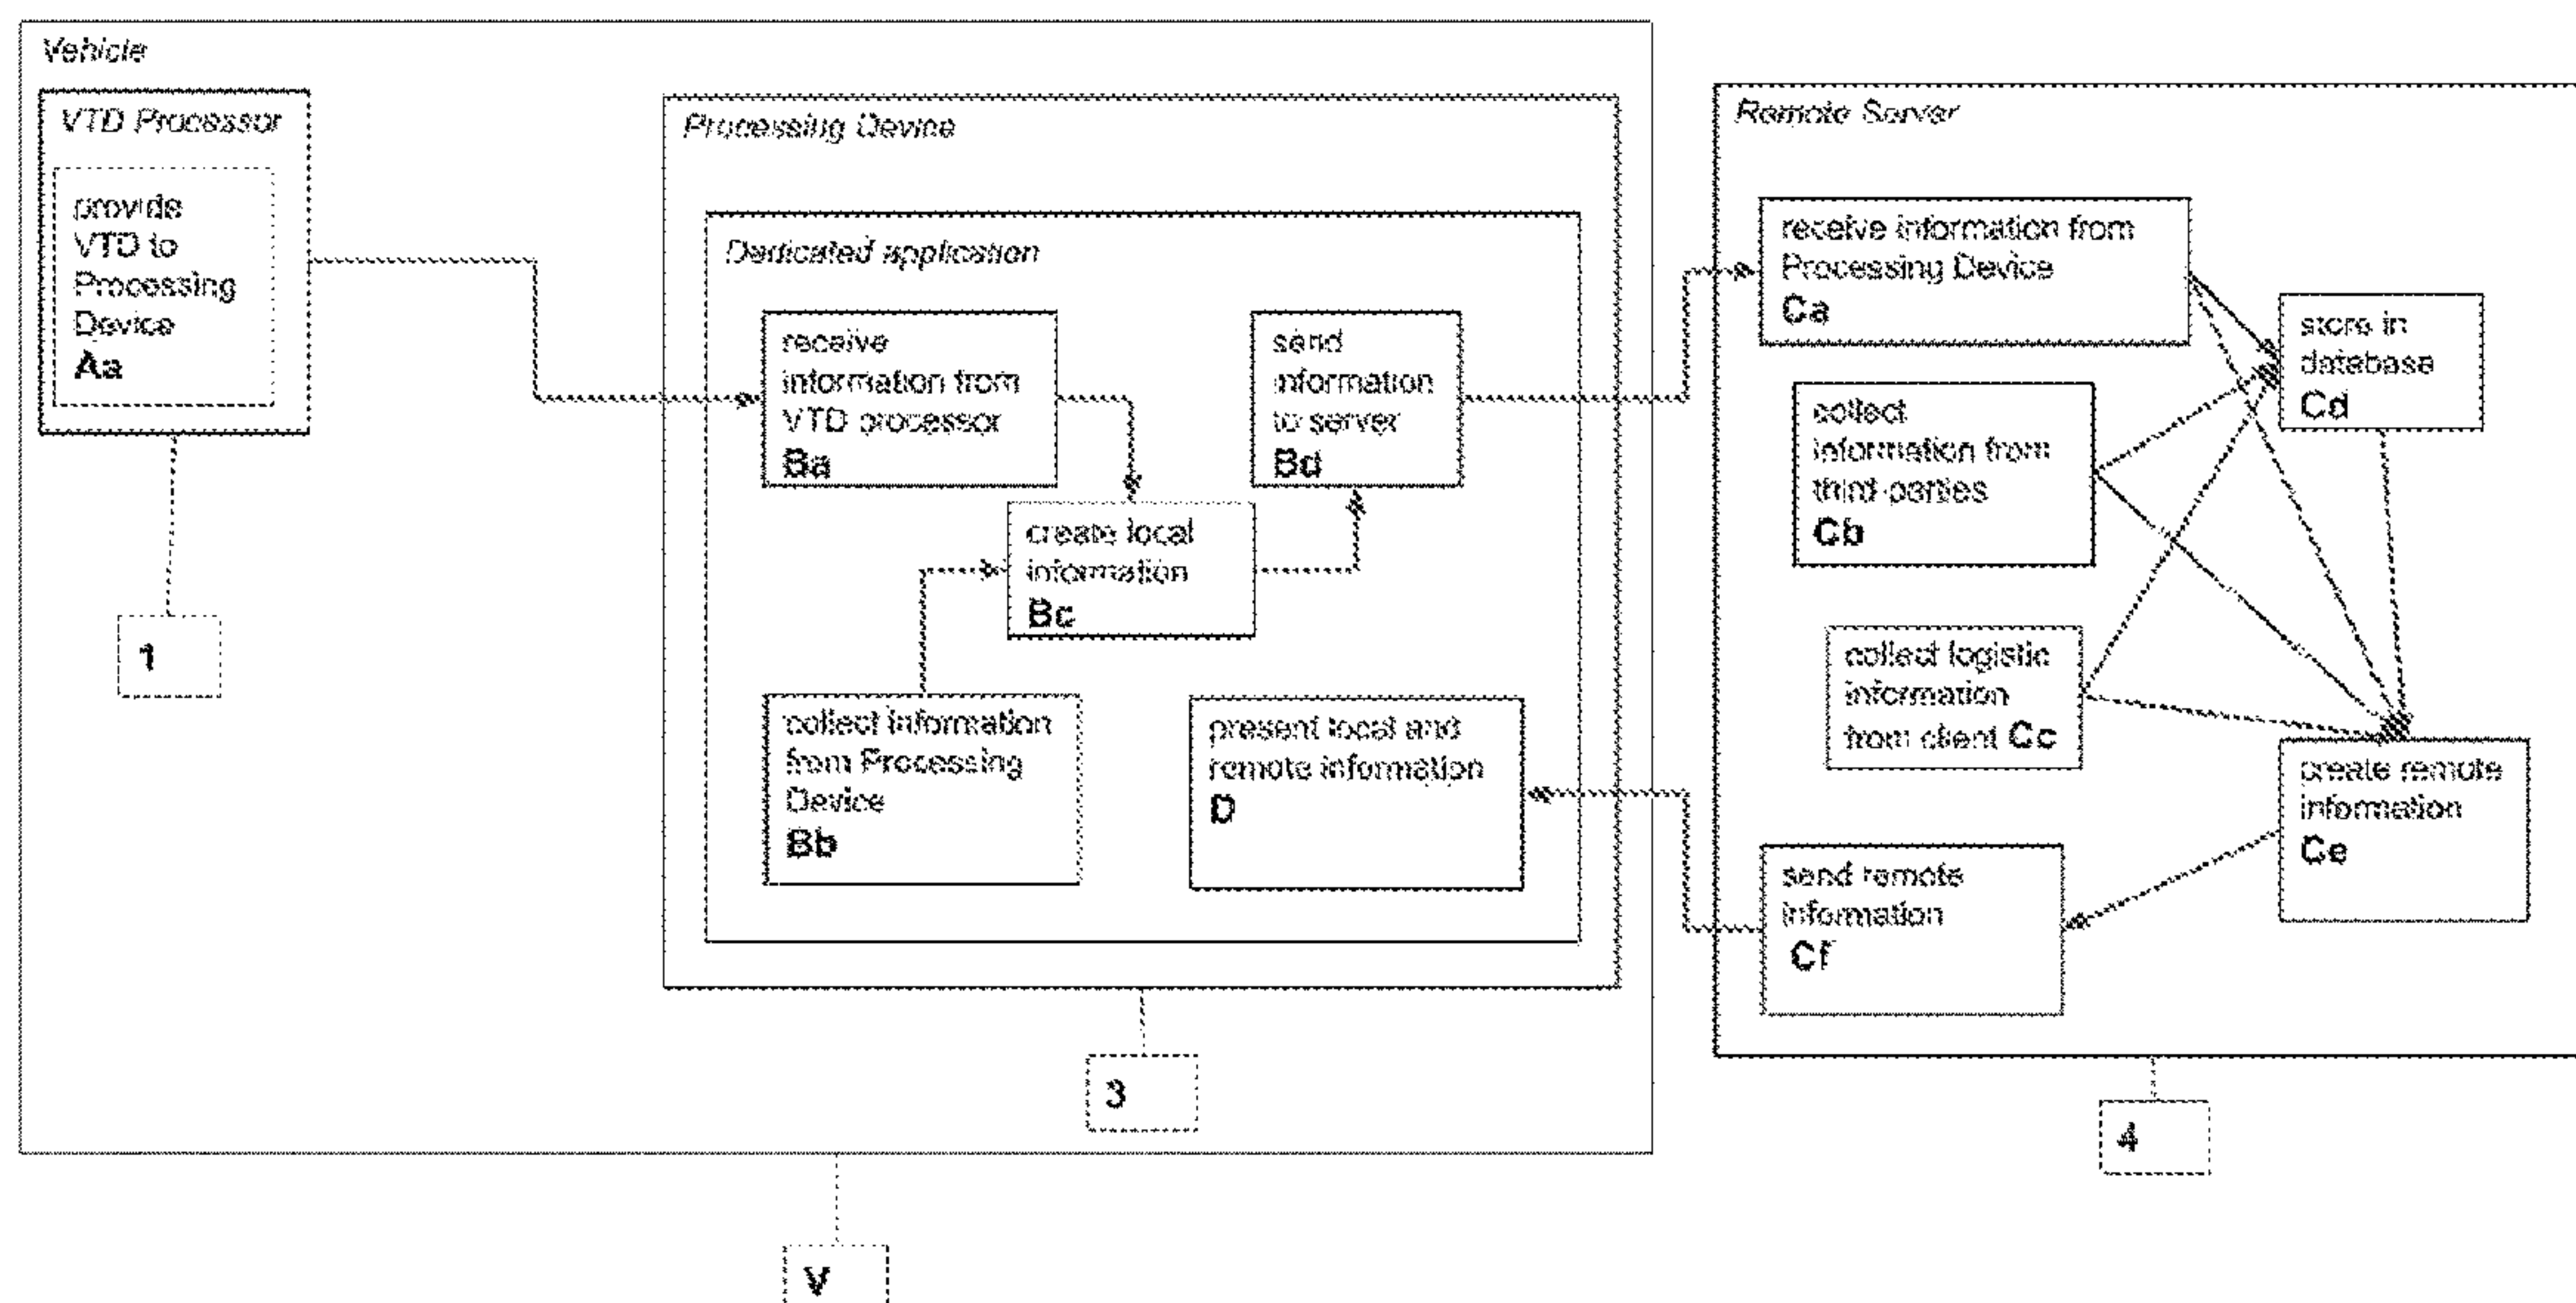 Vehicle
VTD Processor
provide
VTD to
Processing
Device
Aa
1
Processing Device
Dedicated application
receive
information from
VTD processor
Ba
send
information
to server
Bd
create local
information
Bc
collect information
from Processing
Device
Bb
present local and
remote information
D
3
V
Remote Server
receive information from
Processing Device
Ca
store in
database
Cd
collect
information from
third parties
Cb
collect logistic
information
from client Cc
create remote
information
Ce
send remote
information
Cf
4